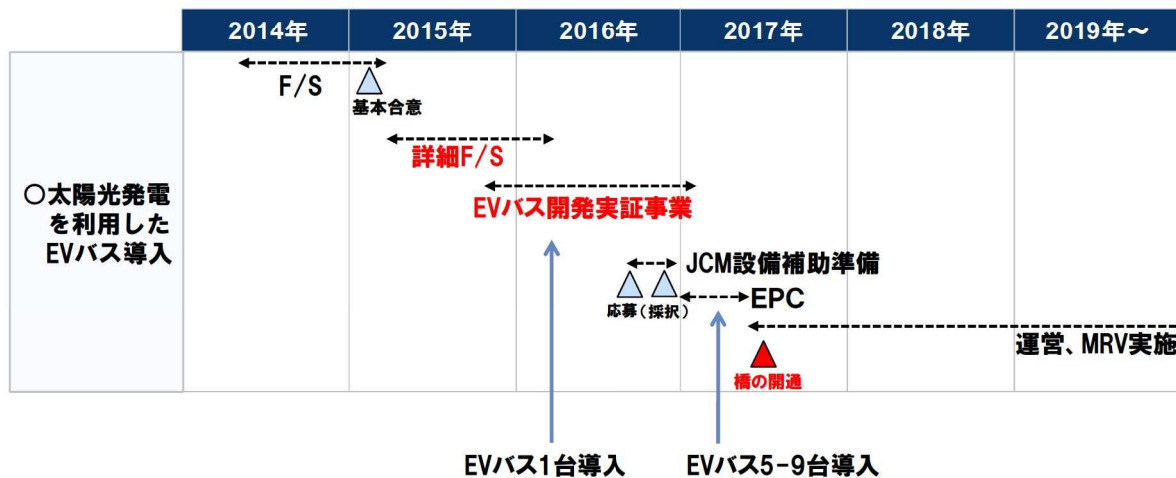 2014年
2015年
2016年
2017年
2018年
2019年～
F/S
基本合意
詳細F/S
○太陽光発電
を利用した
EVバス導入
EVバス開発実証事業
JCM設備補助準備
応募（採択）
EPC
運営、MRV実施
橋の開通
EVバス1台導入
EVバス5-9台導入